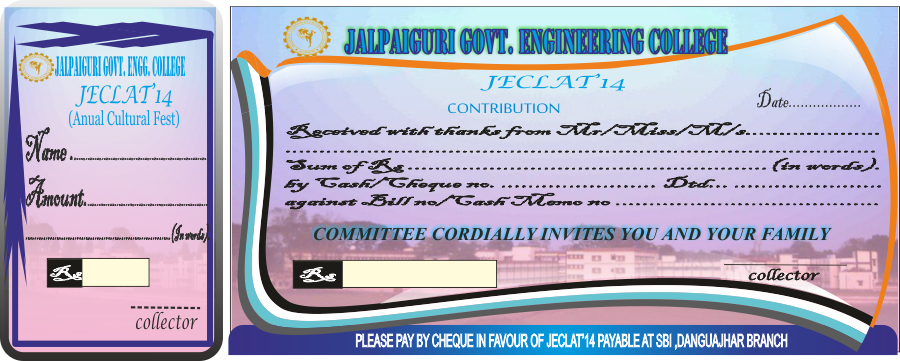 JALPAIGURI GOVT. ENGG. COLLEGE
JECLAT'14
(Anual Cultural Fest)
Name.
Amount.
(In words)
Rs
collector
JALPAIGURI GOVT. ENGINEERING COLLEGE
JECLAT'14
CONTRIBUTION
Date..................
Received with thanks from Mr/Miss/M/s.
Sum of Rs (in words).
by Cash/Cheque no. Dtd.
against Bill no/Cash Memo no
COMMITTEE CORDIALLY INVITES YOU AND YOUR FAMILY
Rs
collector
PLEASE PAY BY CHEQUE IN FAVOUR OF JECLAT'14 PAYABLE AT SBI ,DANGUAJHAR BRANCH